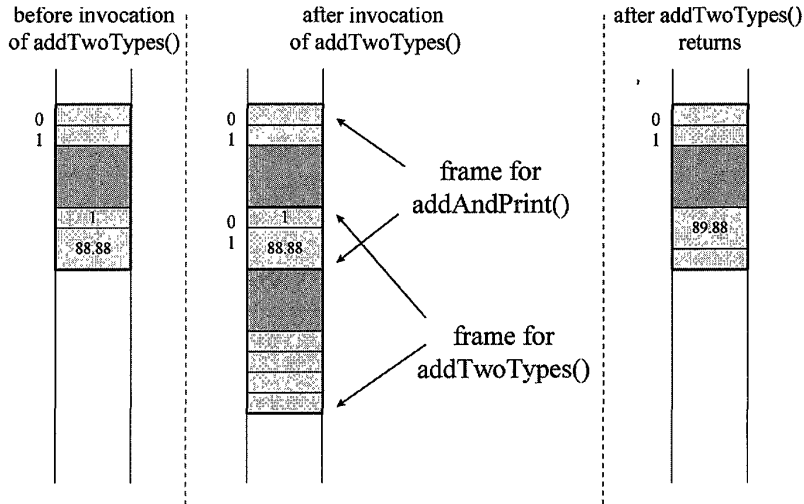 before invocation
of addTwoTypes()
after invocation
of addTwoTypes()
after addTwoTypes()
returns
0
1
1
88.88
0
1
0
1
1
88.88
frame for
addAndPrint()
frame for
addTwoTypes()
0
1
89.88